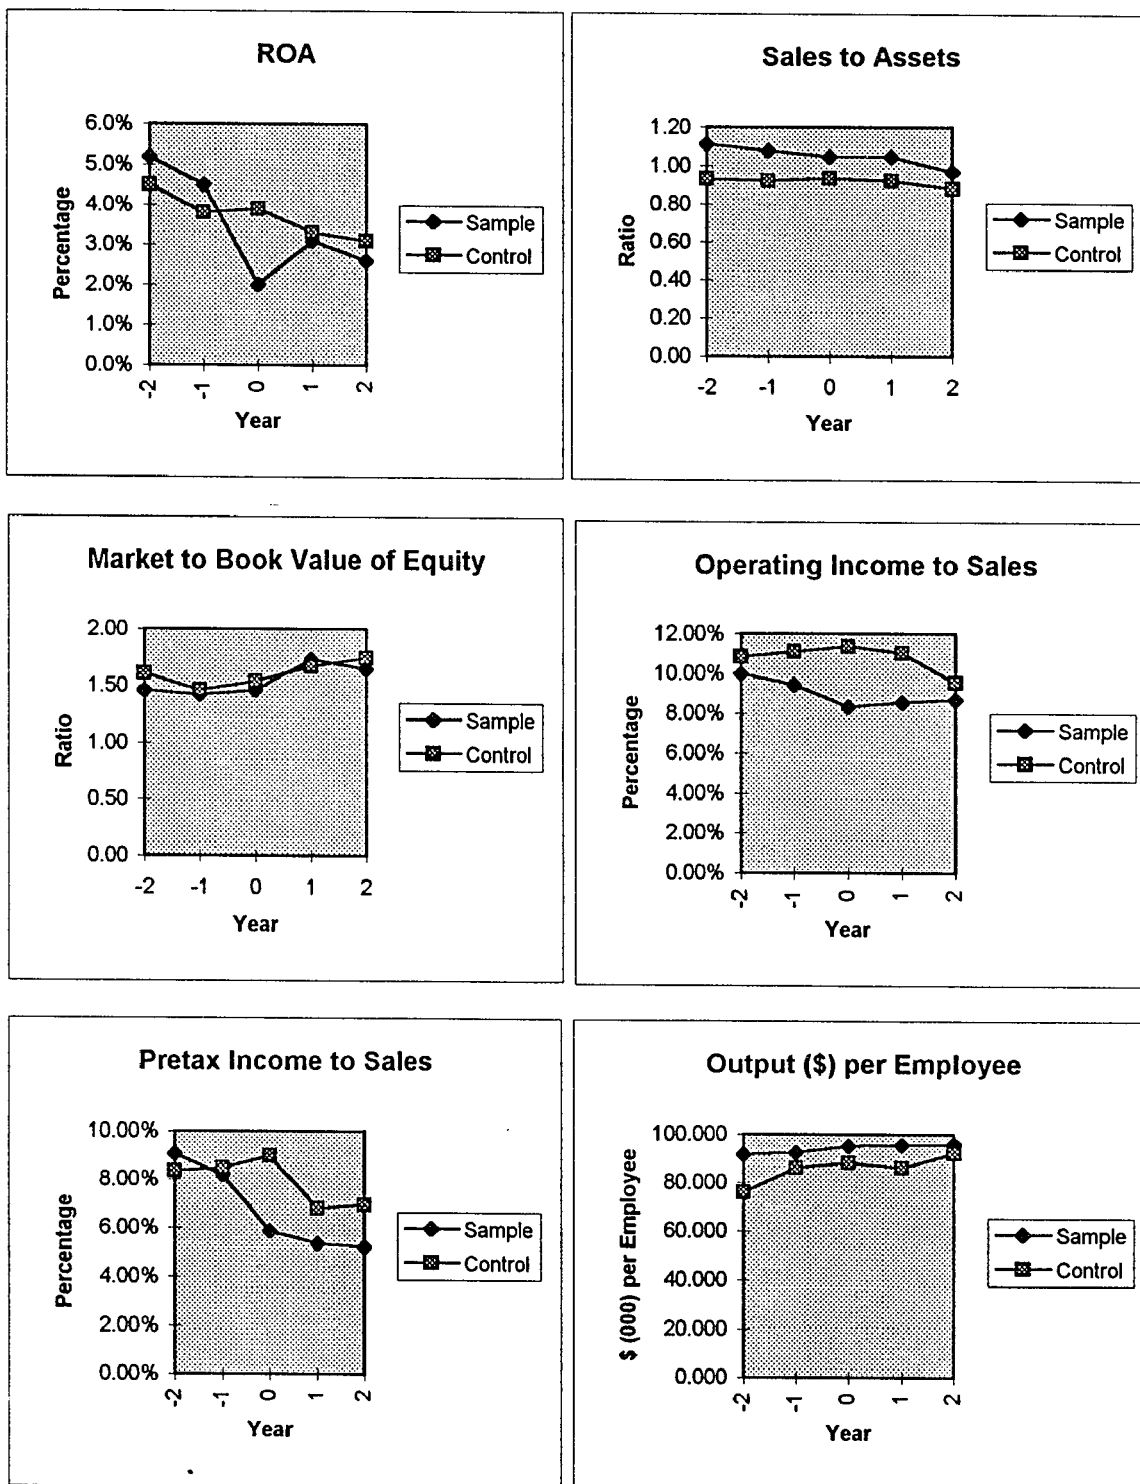 ROA
Percentage
6.0%
5.0%
4.0%
3.0%
2.0%
1.0%
0.0%
-2 -1 0 1 2
Year
Sample
Control
Sales to Assets
Ratio
1.20
1.00
0.80
0.60
0.40
0.20
0.00
-2 -1 0 1 2
Year
Sample
Control
Market to Book Value of Equity
Ratio
2.00
1.50
1.00
0.50
0.00
-2 -1 0 1 2
Year
Sample
Control
Operating Income to Sales
Percentage
12.00%
10.00%
8.00%
6.00%
4.00%
2.00%
0.00%
-2 -1 0 1 2
Year
Sample
Control
Pretax Income to Sales
Percentage
10.00%
8.00%
6.00%
4.00%
2.00%
0.00%
-2 -1 0 1 2
Year
Sample
Control
Output ($) per Employee
$ (000) per Employee
100.000
80.000
60.000
40.000
20.000
0.000
-2 -1 0 1 2
Year
Sample
Control